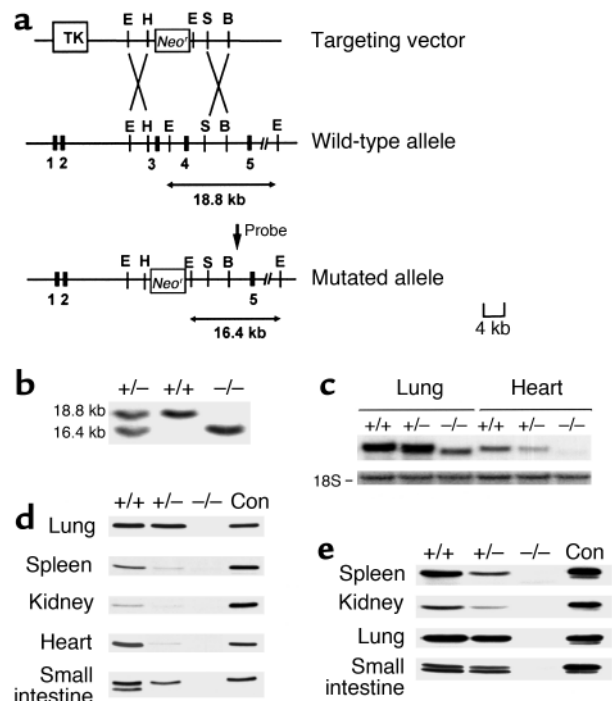 a
E H E S B
TK Neoʳ Targeting vector
E H E S B E
Wild-type allele
1 2 3 4 5
18.8 kb
Probe
E H E S B E
Neoʳ Mutated allele
1 2 5
16.4 kb
4 kb
b
+/– +/+ –/–
18.8 kb
16.4 kb
c
Lung Heart
+/+ +/– –/– +/+ +/– –/–
18S –
d
+/+ +/– –/– Con
Lung
Spleen
Kidney
Heart
Small
intestine
e
+/+ +/– –/– Con
Spleen
Kidney
Lung
Small
intestine